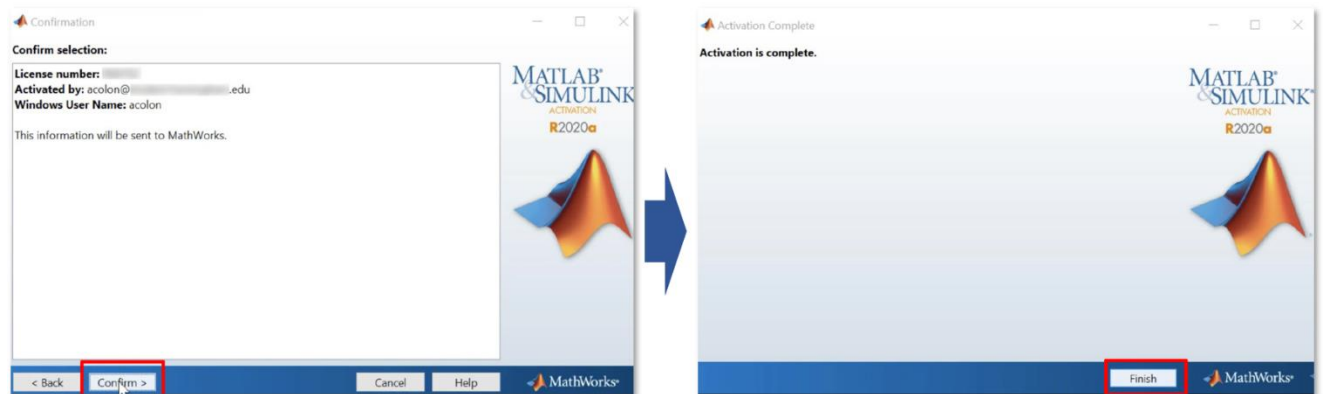 Confirmation
Confirm selection:
License number:
Activated by: acolon@ .edu
Windows User Name: acolon
This information will be sent to MathWorks.
MATLAB®
&SIMULINK
ACTIVATION
R2020a
< Back
Confirm >
Cancel
Help
MathWorks®
Activation Complete
Activation is complete.
MATLAB®
&SIMULINK®
ACTIVATION
R2020a
Finish
MathWorks®